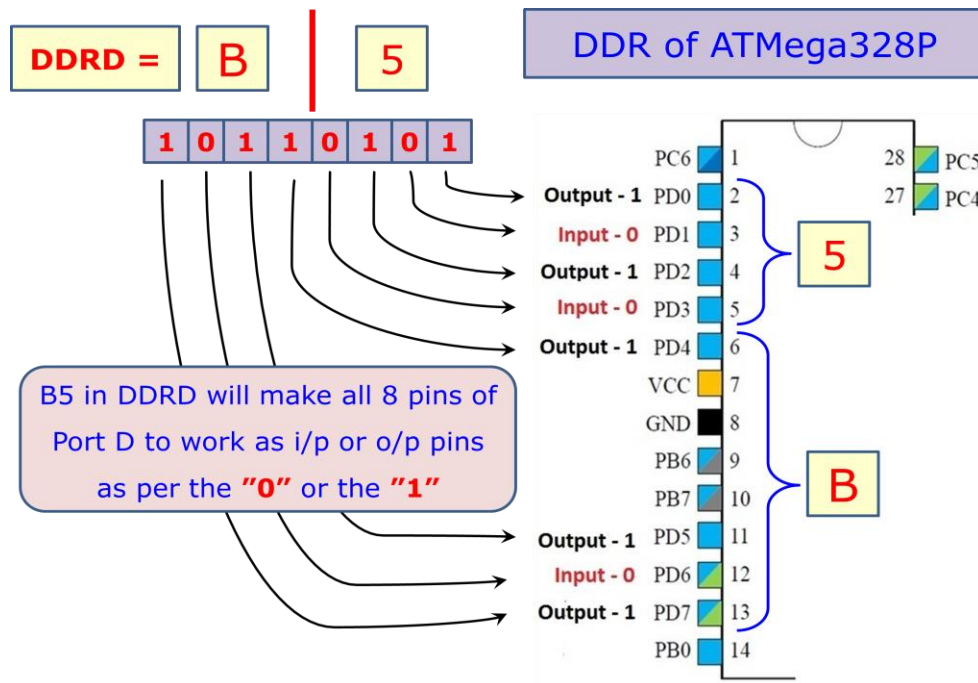 DDRD = B 5
DDR of ATMega328P
1 0 1 1 0 1 0 1
PC6 1
28 PC5
Output - 1 PD0 2
27 PC4
Input - 0 PD1 3
Output - 1 PD2 4
5
Input - 0 PD3 5
Output - 1 PD4 6
VCC 7
GND 8
PB6 9
B
PB7 10
Output - 1 PD5 11
Input - 0 PD6 12
Output - 1 PD7 13
PB0 14
B5 in DDRD will make all 8 pins of
Port D to work as i/p or o/p pins
as per the ”0” or the ”1”